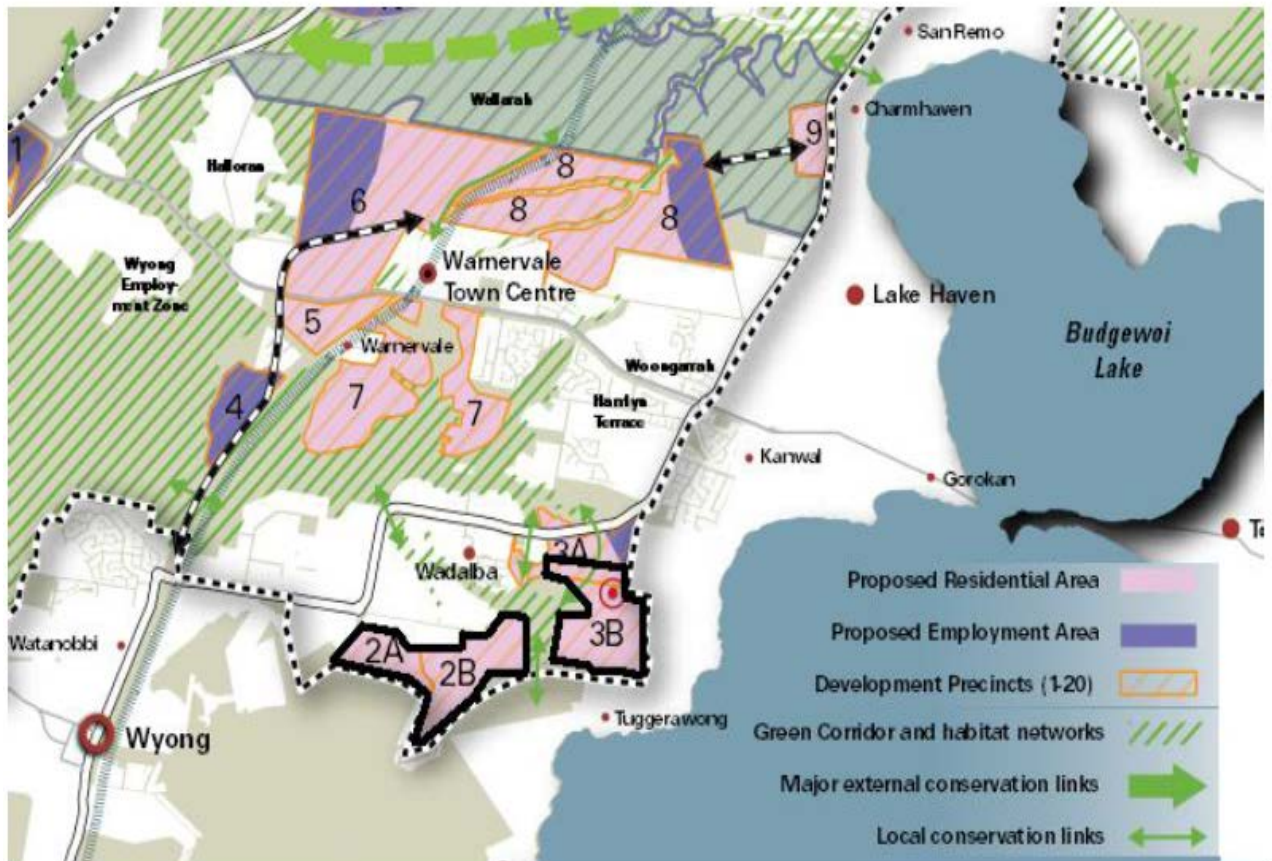 San Remo
Charmhaven
Wallarah
Halloran
1
9
8
6
8
8
Wyong
Employ-
ment Zone
Warnervale
Town Centre
Lake Haven
5
Warnervale
Budgewoi
Lake
Woongarrah
7
7
Hamlyn
Terrace
4
Kanwal
Gorokan
3A
Wadalba
To
Watanobbi
2A
2B
3B
Tuggerawong
Wyong
Proposed Residential Area
Proposed Employment Area
Development Precincts (1-20)
Green Corridor and habitat networks
Major external conservation links
Local conservation links